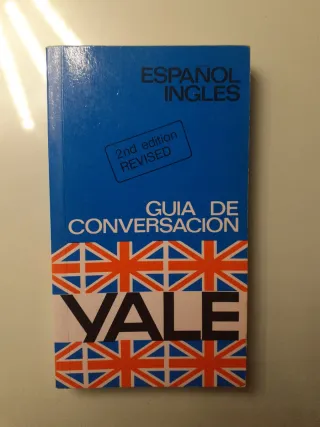 ESPAÑOL
INGLES
2nd edition
REVISED
GUIA DE
CONVERSACION
YALE